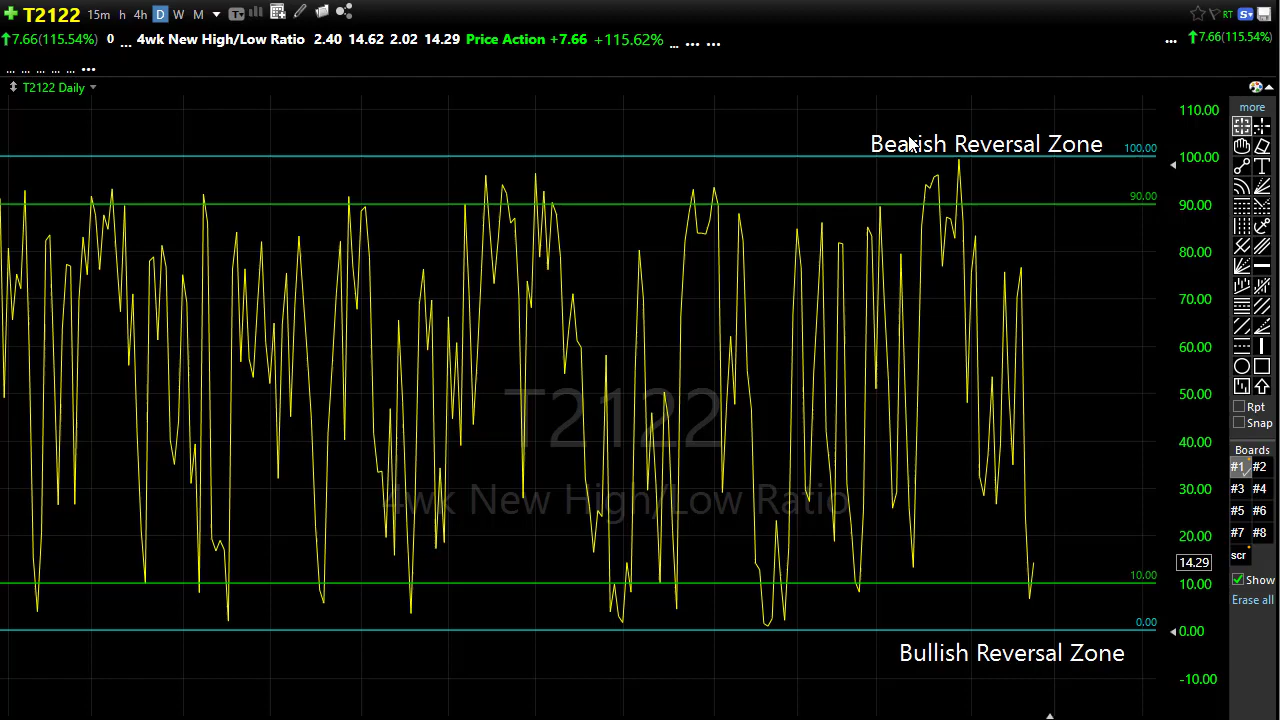 T2122 15m h 4h D W M
RT
7.66(115.54%) 0 ... 4wk New High/Low Ratio 2.40 14.62 2.02 14.29 Price Action +7.66 +115.62% ... ... ...
... 7.66(115.54%)
... ... ... ... ... ...
T2122 Daily
more
110.00
Bearish Reversal Zone
100.00
100.00
90.00
90.00
80.00
70.00
60.00
50.00
T2122
40.00
4wk New High/Low Ratio
30.00
20.00
14.29
10.00
10.00
0.00
0.00
Bullish Reversal Zone
-10.00
Rpt
Snap
Boards
#1 #2
#3 #4
#5 #6
#7 #8
scr
Show
Erase all